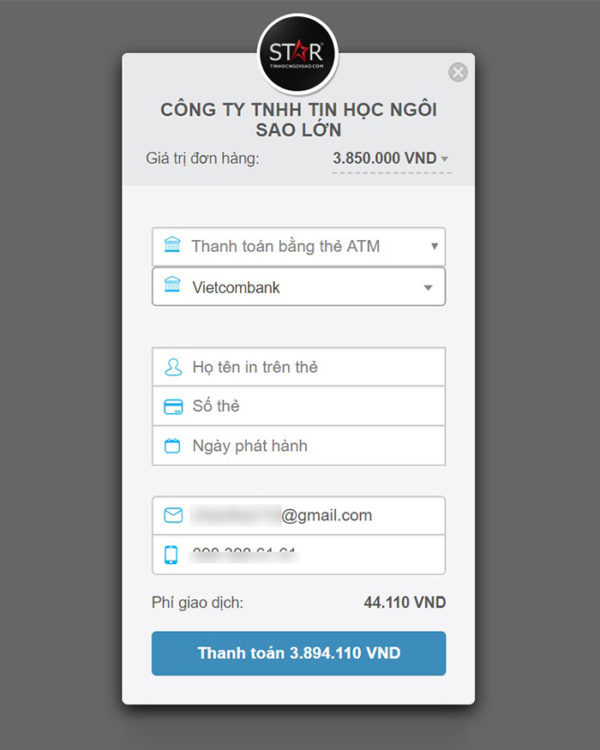 STAR
TINHOCNGOISAO.COM
CÔNG TY TNHH TIN HỌC NGÔI
SAO LỚN
Giá trị đơn hàng: 3.850.000 VND
Thanh toán bằng thẻ ATM
Vietcombank
Họ tên in trên thẻ
Số thẻ
Ngày phát hành
@gmail.com
Phí giao dịch: 44.110 VND
Thanh toán 3.894.110 VND